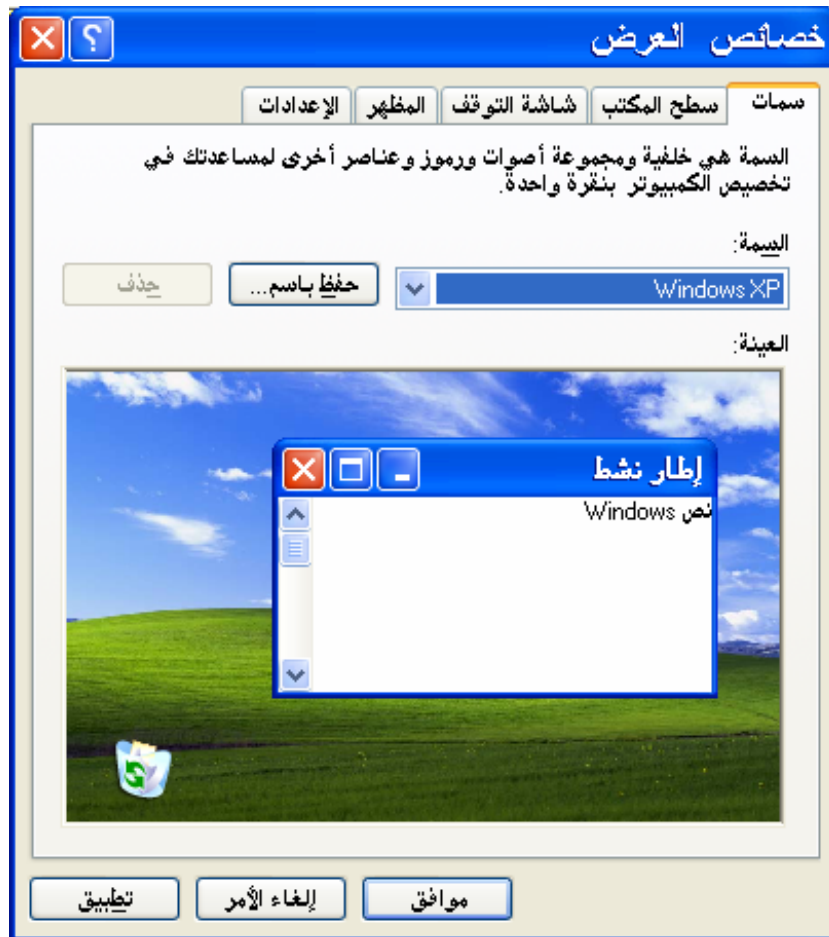 خصائص العرض
سمات سطح المكتب شاشة التوقف المظهر الإعدادات
السمة هي خلفية ومجموعة أصوات ورموز وعناصر أخرى لمساعدتك في
تخصيص الكمبيوتر بنقرة واحدة.
السمة:
Windows XP حفظ باسم... حذف
العينة:
إطار نشط
نص Windows
موافق إلغاء الأمر تطبيق